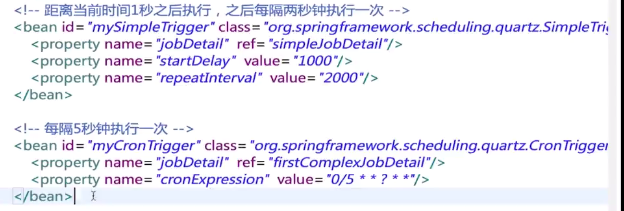 <!-- 距离当前时间1秒之后执行，之后每隔两秒钟执行一次 -->
<bean id="mySimpleTrigger" class="org.springframework.scheduling.quartz.SimpleTrig
<property name="jobDetail" ref="simpleJobDetail"/>
<property name="startDelay" value="1000"/>
<property name="repeatInterval" value="2000"/>
</bean>
<!-- 每隔5秒钟执行一次 -->
<bean id="myCronTrigger" class="org.springframework.scheduling.quartz.CronTrigger
<property name="jobDetail" ref="firstComplexJobDetail"/>
<property name="cronExpression" value="0/5 * * ? * *"/>
</bean>